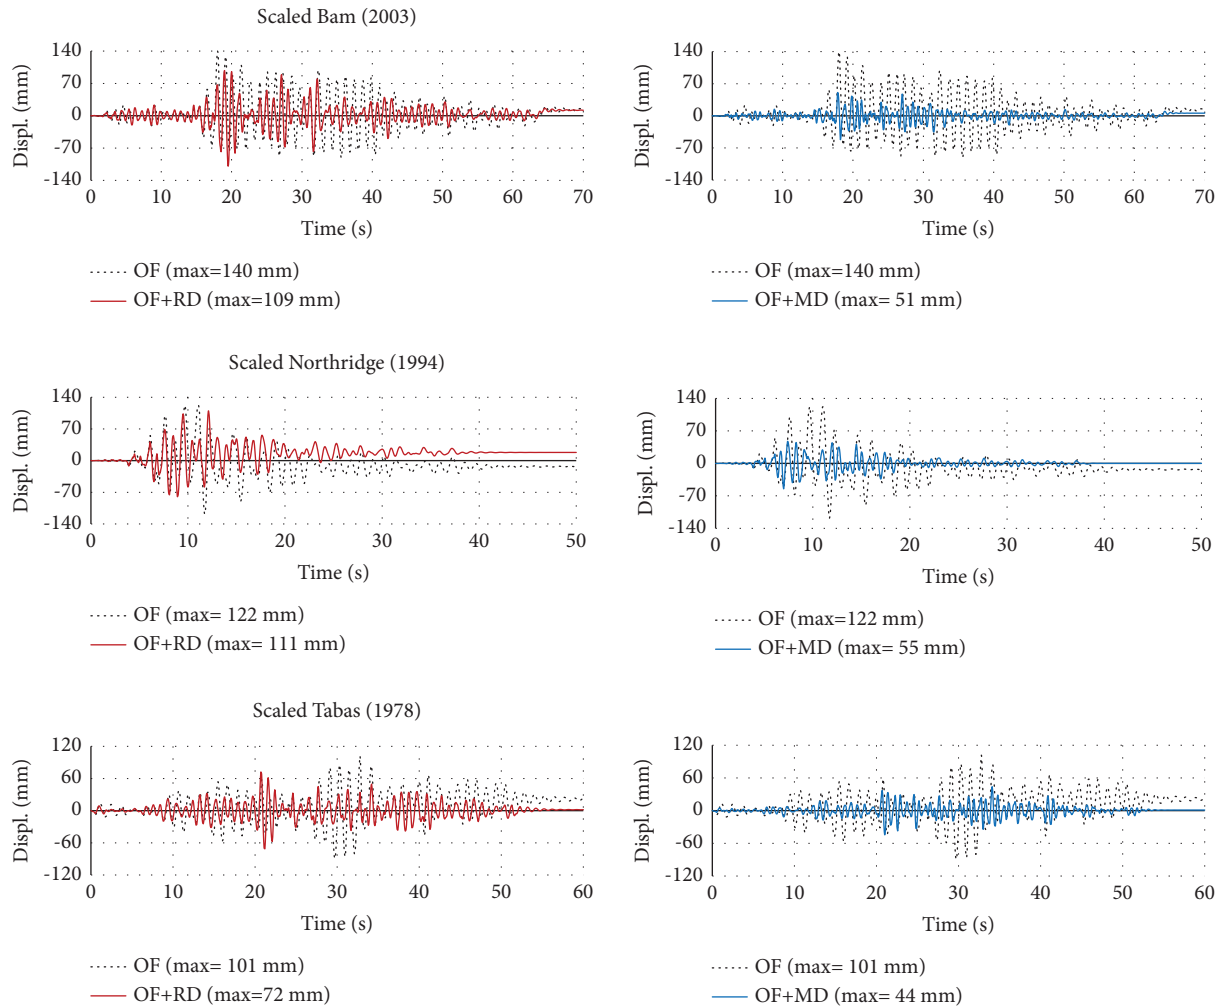 Scaled Bam (2003)
Displ. (mm)
140
70
0
-70
-140
0 10 20 30 40 50 60 70
Time (s)
OF (max=140 mm)
OF+RD (max=109 mm)
Displ. (mm)
140
70
0
-70
-140
0 10 20 30 40 50 60 70
Time (s)
OF (max=140 mm)
OF+MD (max= 51 mm)
Scaled Northridge (1994)
Displ. (mm)
140
70
0
-70
-140
0 10 20 30 40 50
Time (s)
OF (max= 122 mm)
OF+RD (max= 111 mm)
Displ. (mm)
140
70
0
-70
-140
0 10 20 30 40 50
Time (s)
OF (max=122 mm)
OF+MD (max= 55 mm)
Scaled Tabas (1978)
Displ. (mm)
120
60
0
-60
-120
0 10 20 30 40 50 60
Time (s)
OF (max= 101 mm)
OF+RD (max=72 mm)
Displ. (mm)
120
60
0
-60
-120
0 10 20 30 40 50 60
Time (s)
OF (max= 101 mm)
OF+MD (max= 44 mm)